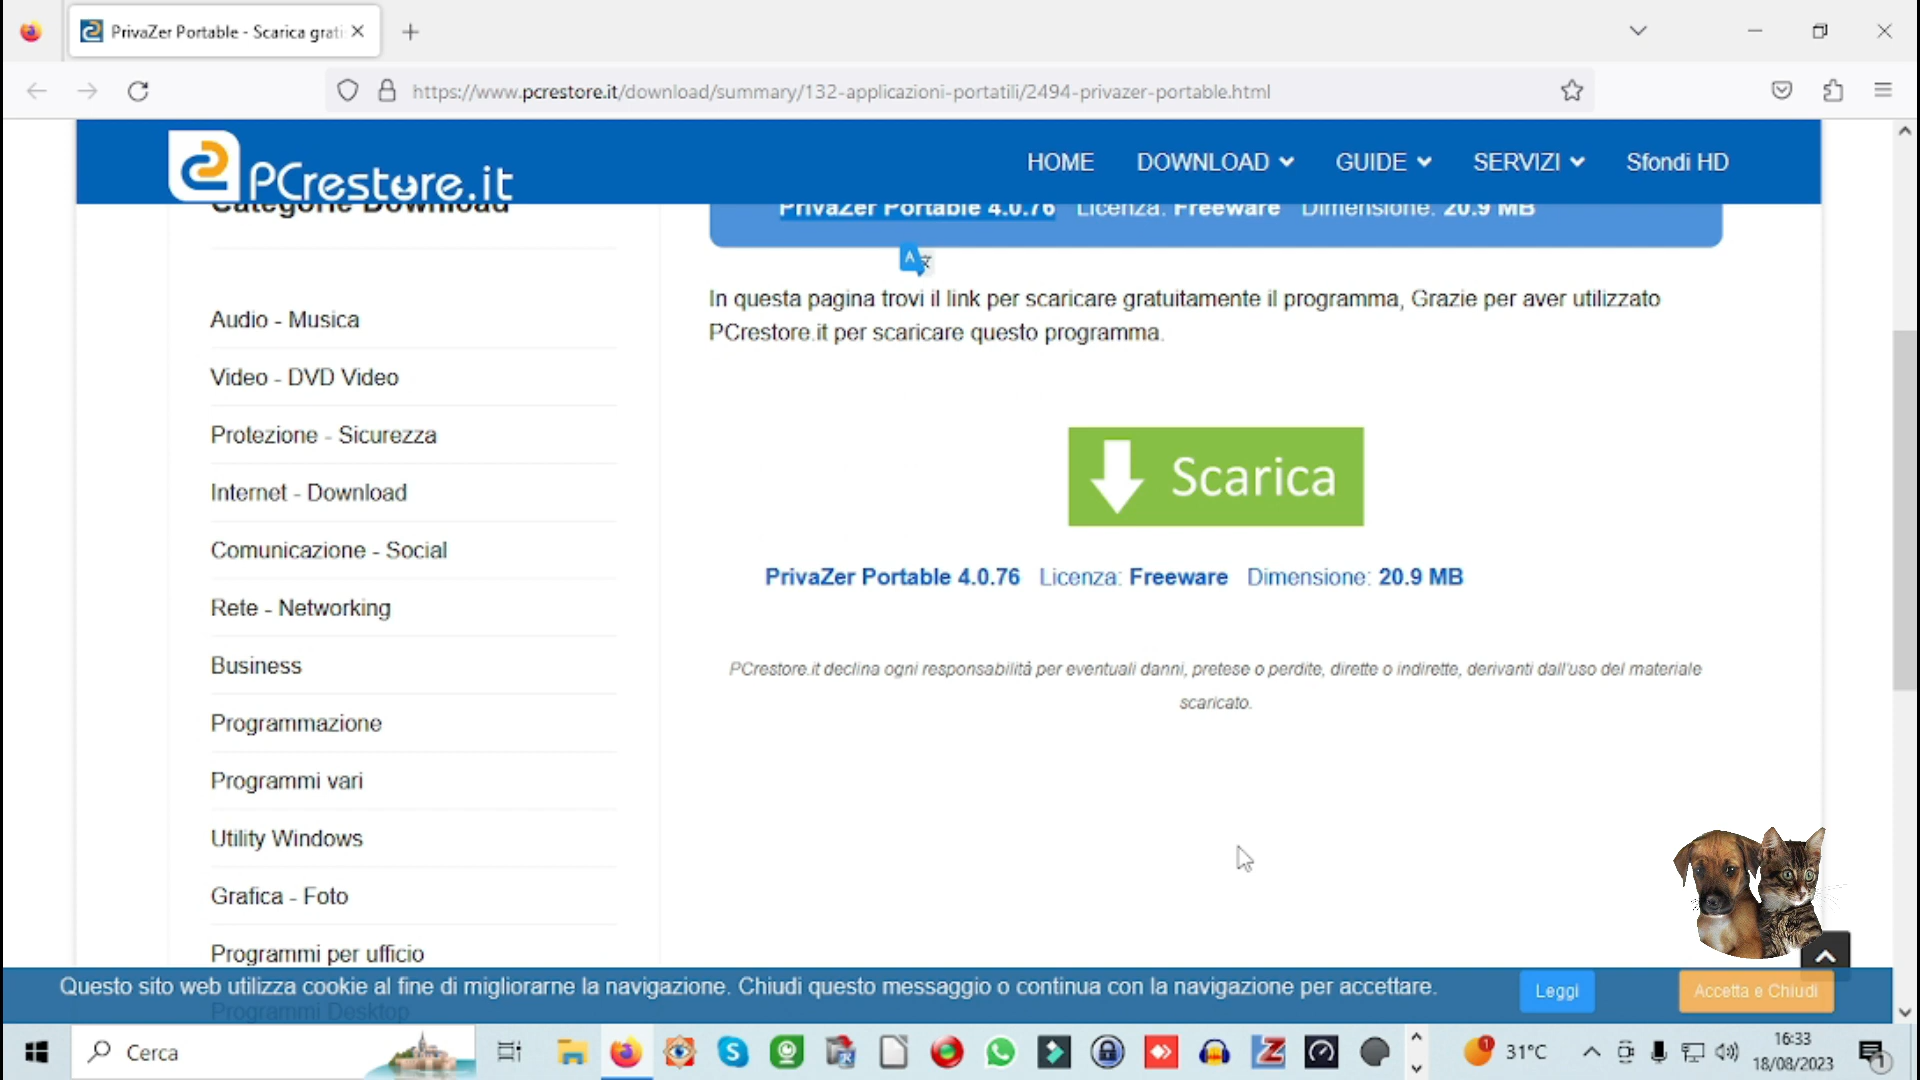 PrivaZer Portable - Scarica grati
https://www.pcrestore.it/download/summary/132-applicazioni-portatili/2494-privazer-portable.html
PCrestore.it
HOME
DOWNLOAD
GUIDE
SERVIZI
Sfondi HD
Categorie Download
PrivaZer Portable 4.0.76 Licenza: Freeware Dimensione: 20.9 MB
In questa pagina trovi il link per scaricare gratuitamente il programma, Grazie per aver utilizzato
PCrestore.it per scaricare questo programma.
Audio - Musica
Video - DVD Video
Protezione - Sicurezza
Internet - Download
Comunicazione - Social
Rete - Networking
Business
Programmazione
Programmi vari
Utility Windows
Grafica - Foto
Programmi per ufficio
Programmi Desktop
Scarica
PrivaZer Portable 4.0.76 Licenza: Freeware Dimensione: 20.9 MB
PCrestore.it declina ogni responsabilità per eventuali danni, pretese o perdite, dirette o indirette, derivanti dall'uso del materiale
scaricato.
Questo sito web utilizza cookie al fine di migliorarne la navigazione. Chiudi questo messaggio o continua con la navigazione per accettare.
Leggi
Accetta e Chiudi
Cerca
31°C
16:33
18/08/2023
1